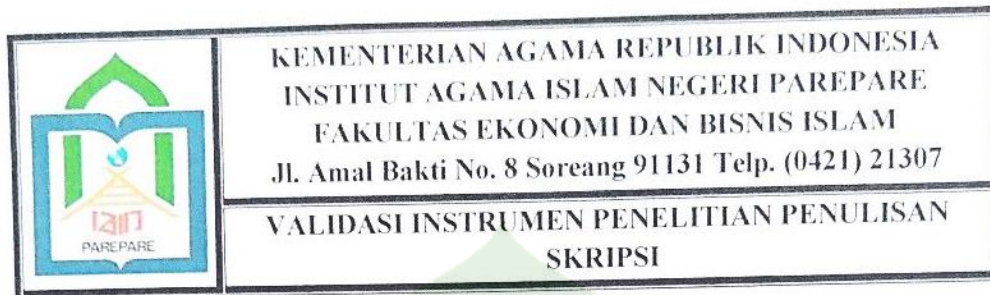 KEMENTERIAN AGAMA REPUBLIK INDONESIA
INSTITUT AGAMA ISLAM NEGERI PAREPARE
FAKULTAS EKONOMI DAN BISNIS ISLAM
Jl. Amal Bakti No. 8 Soreang 91131 Telp. (0421) 21307
VALIDASI INSTRUMEN PENELITIAN PENULISAN
SKRIPSI
IAIN
PAREPARE